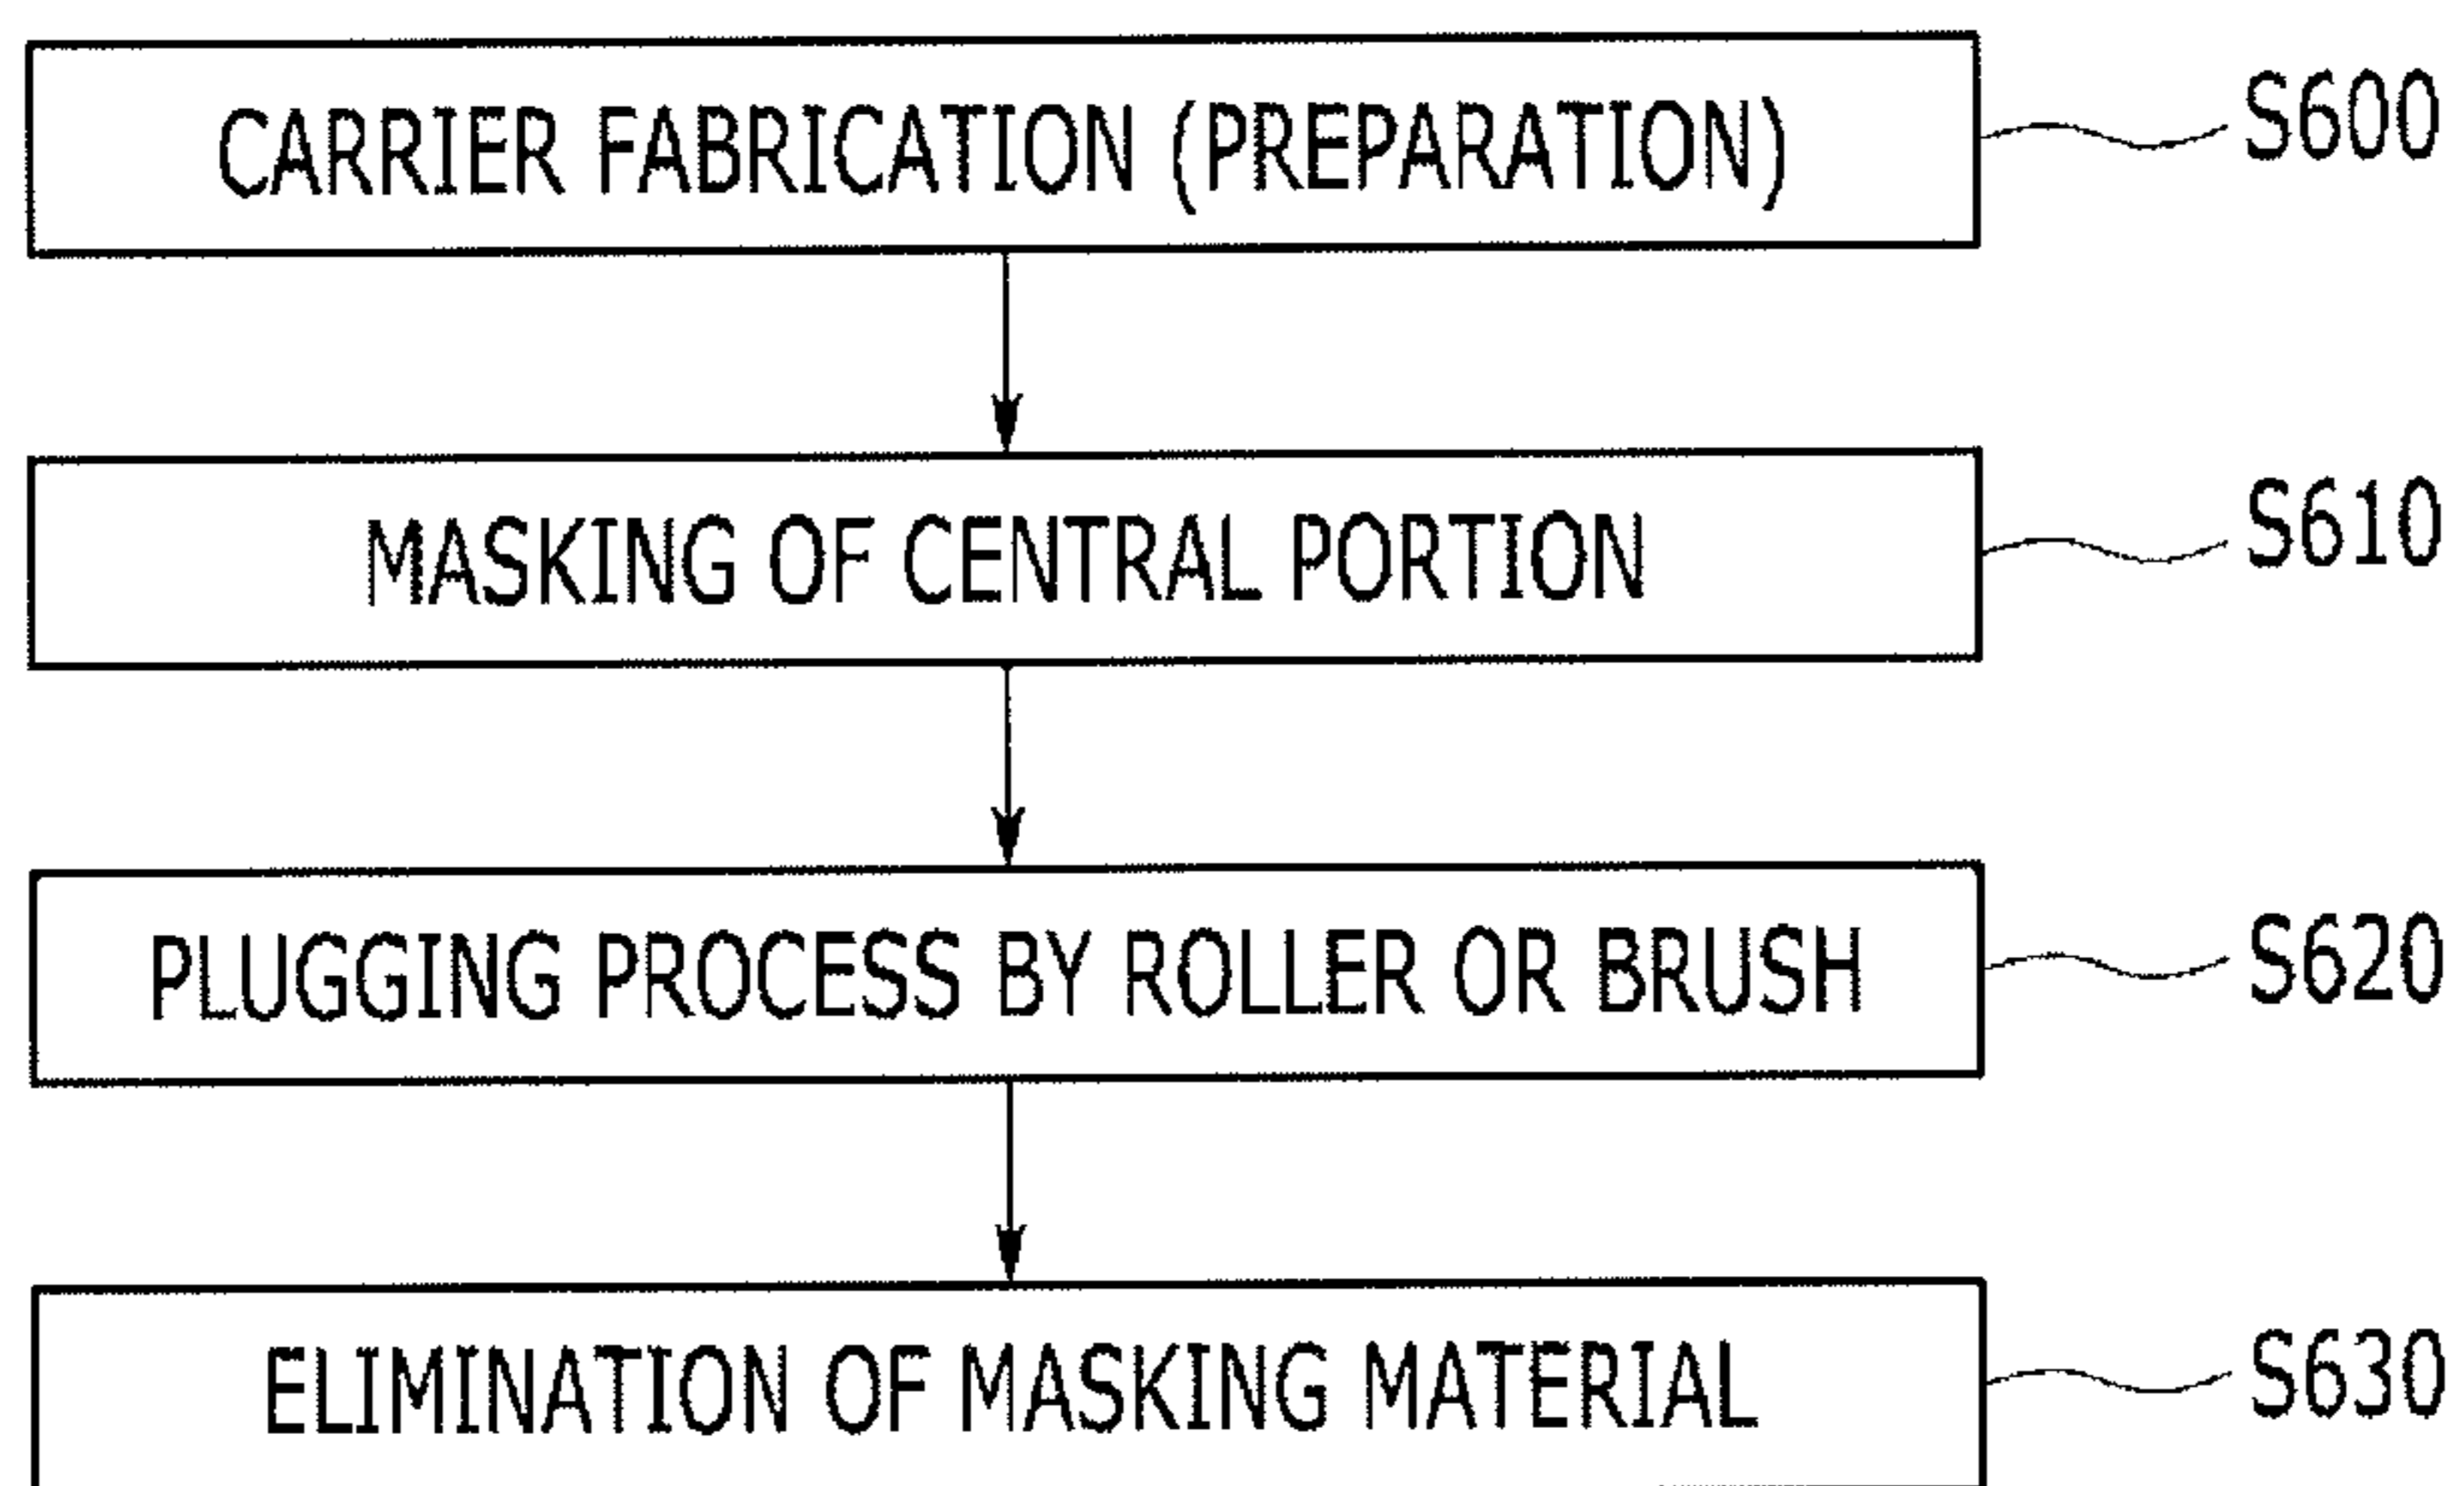 CARRIER FABRICATION (PREPARATION) S600
MASKING OF CENTRAL PORTION S610
PLUGGING PROCESS BY ROLLER OR BRUSH S620
ELIMINATION OF MASKING MATERIAL S630